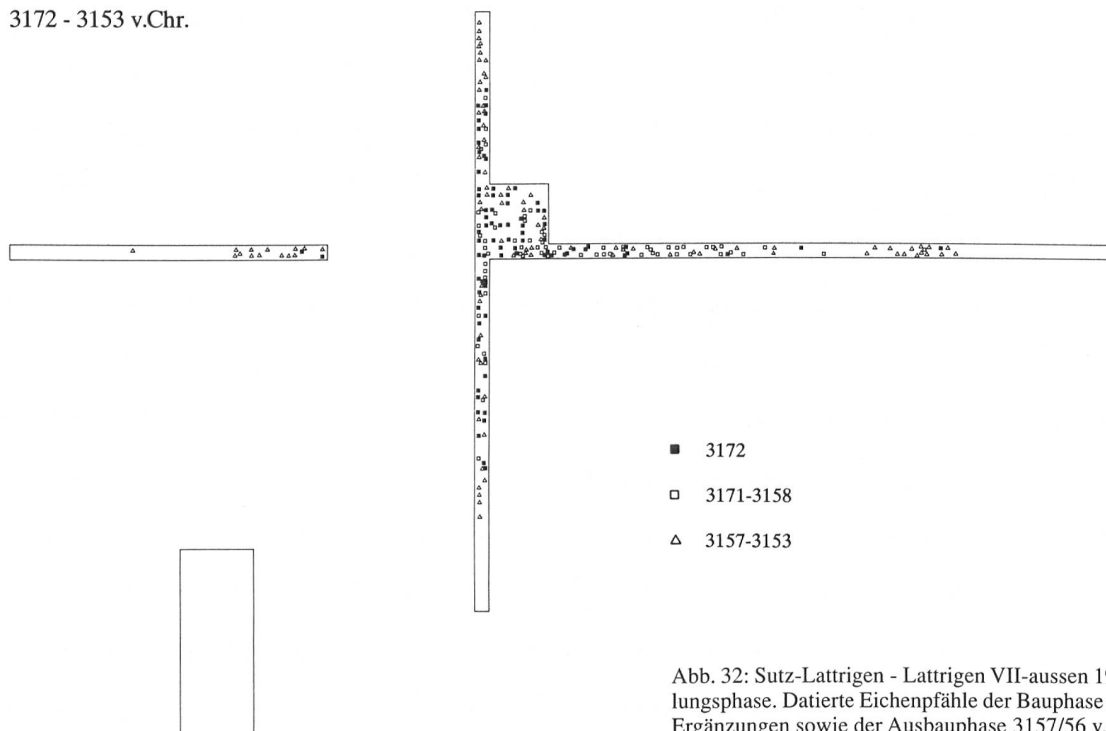 3172 - 3153 v.Chr.
3172
3171-3158
3157-3153
Abb. 32: Sutz-Lattrigen - Lattrigen VII-aussen
lungsphase. Datierte Eichenpfähle der Bauphase
Ergänzungen sowie der Ausbauphase 3157/56 v.